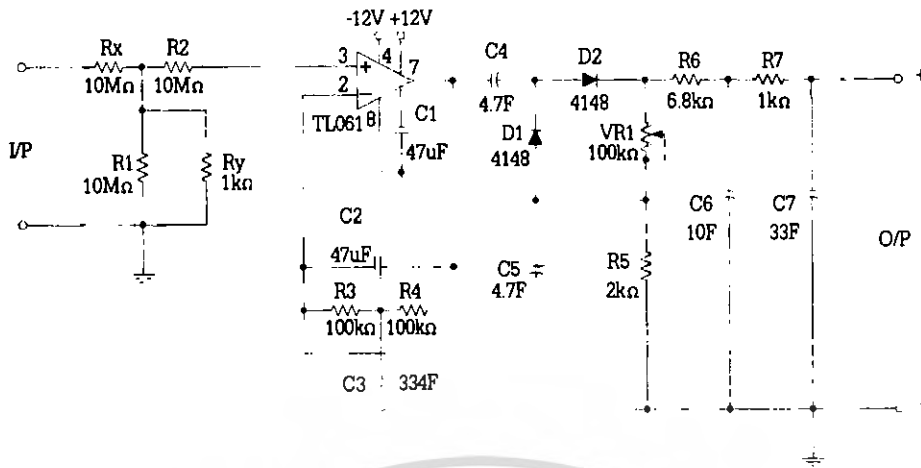 -12V +12V
Rx
R2
10MΩ
10MΩ
3
4
7
2
TL061
8
C1
47uF
C4
4.7F
D2
4148
R6
6.8kΩ
R7
1kΩ
+
I/P
R1
10MΩ
Ry
1kΩ
D1
4148
VR1
100kΩ
C2
47uF
C6
10F
C7
33F
O/P
R3
100kΩ
R4
100kΩ
C5
4.7F
R5
2kΩ
C3
334F